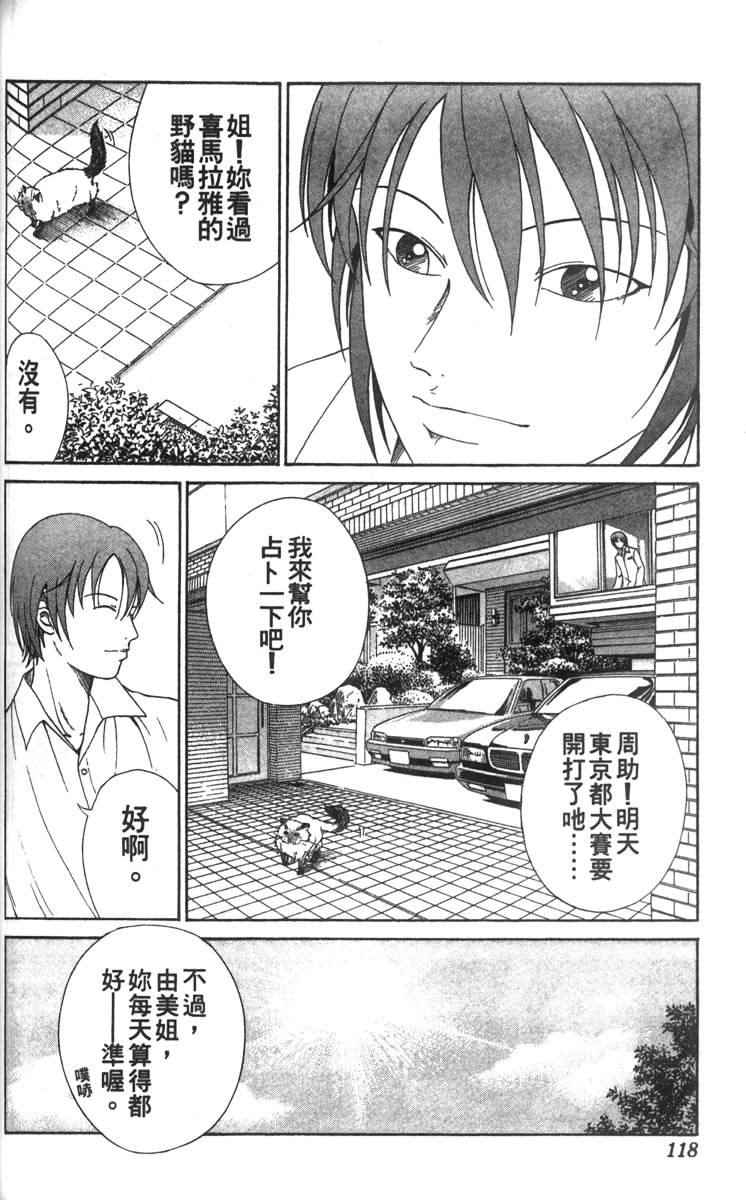 姐！妳看過
喜馬拉雅的
野貓嗎？
沒有。
周助！明天
東京都大賽要
開打了吔……
我來幫你
占卜一下吧！
好啊。
不過，
由美姐，
妳每天算得都
好——準喔。
噗哧
118